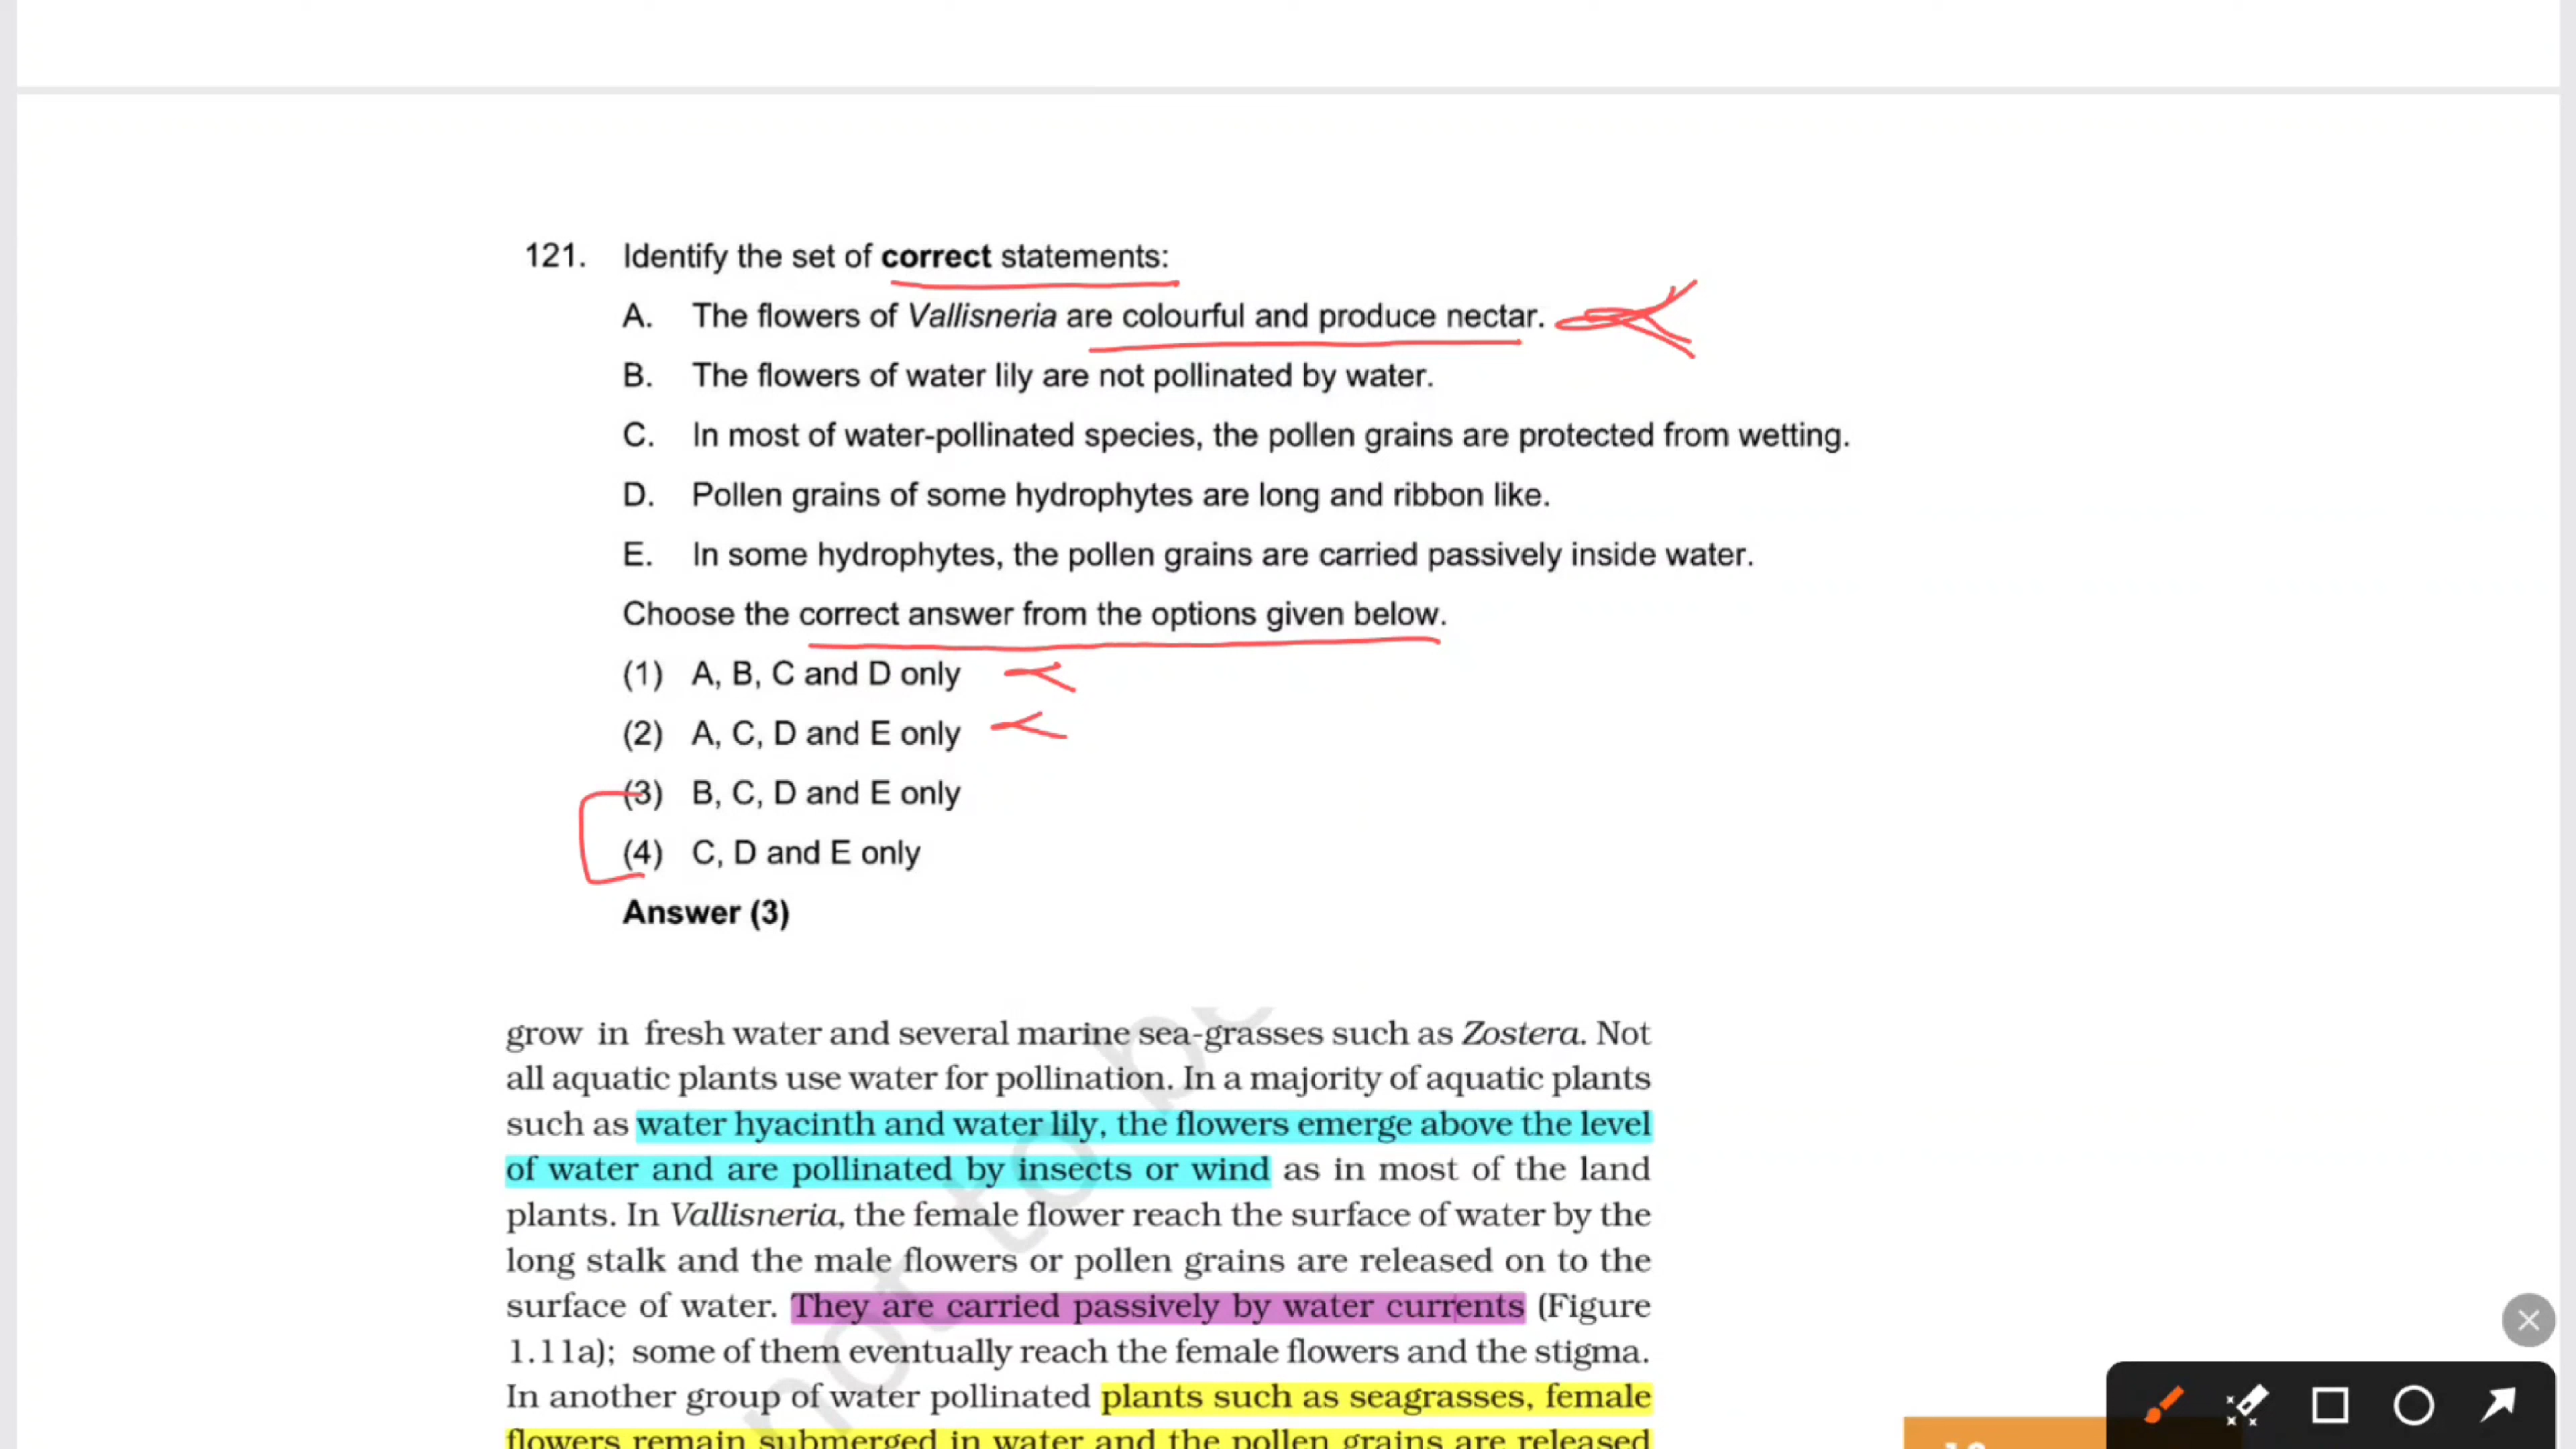 121. Identify the set of correct statements:
A. The flowers of Vallisneria are colourful and produce nectar.
B. The flowers of water lily are not pollinated by water.
C. In most of water-pollinated species, the pollen grains are protected from wetting.
D. Pollen grains of some hydrophytes are long and ribbon like.
E. In some hydrophytes, the pollen grains are carried passively inside water.
Choose the correct answer from the options given below.
(1) A, B, C and D only
(2) A, C, D and E only
(3) B, C, D and E only
(4) C, D and E only
Answer (3)
grow in fresh water and several marine sea-grasses such as Zostera. Not
all aquatic plants use water for pollination. In a majority of aquatic plants
such as water hyacinth and water lily, the flowers emerge above the level
of water and are pollinated by insects or wind as in most of the land
plants. In Vallisneria, the female flower reach the surface of water by the
long stalk and the male flowers or pollen grains are released on to the
surface of water. They are carried passively by water currents (Figure
1.11a); some of them eventually reach the female flowers and the stigma.
In another group of water pollinated plants such as seagrasses, female
flowers remain submerged in water and the pollen grains are released
not to be